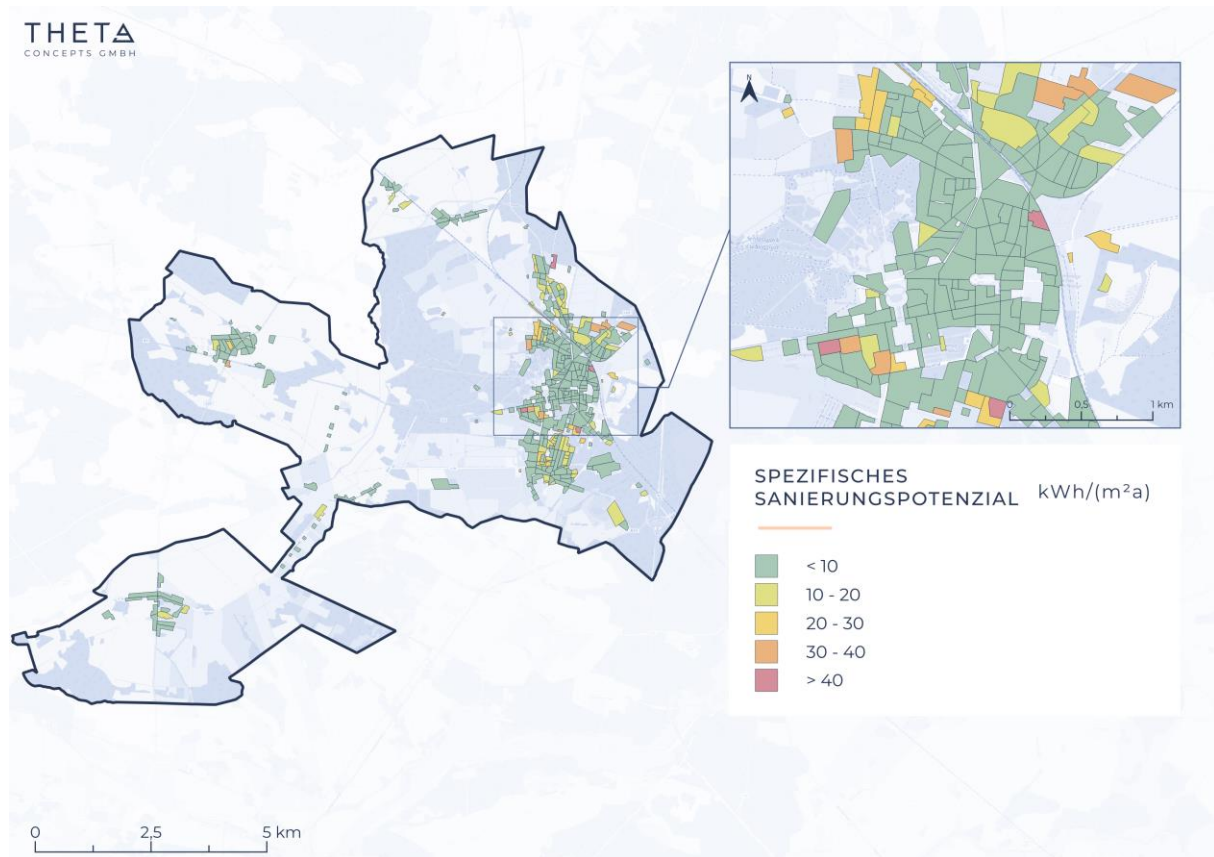 THETA
CONCEPTS GMBH
N
0 0,5 1 km
SPEZIFISCHES
SANIERUNGSPOTENZIAL kWh/(m²a)
< 10
10 - 20
20 - 30
30 - 40
> 40
0 2,5 5 km